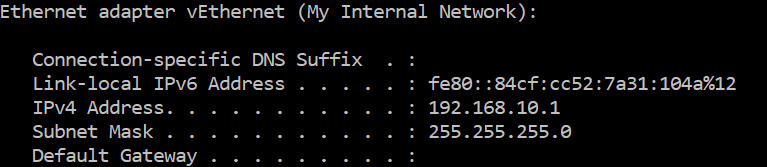 Ethernet adapter vEthernet (My Internal Network):
Connection-specific DNS Suffix  . :
Link-local IPv6 Address . . . . . : fe80::84cf:cc52:7a31:104a%12
IPv4 Address. . . . . . . . . . . : 192.168.10.1
Subnet Mask . . . . . . . . . . . : 255.255.255.0
Default Gateway . . . . . . . . . :